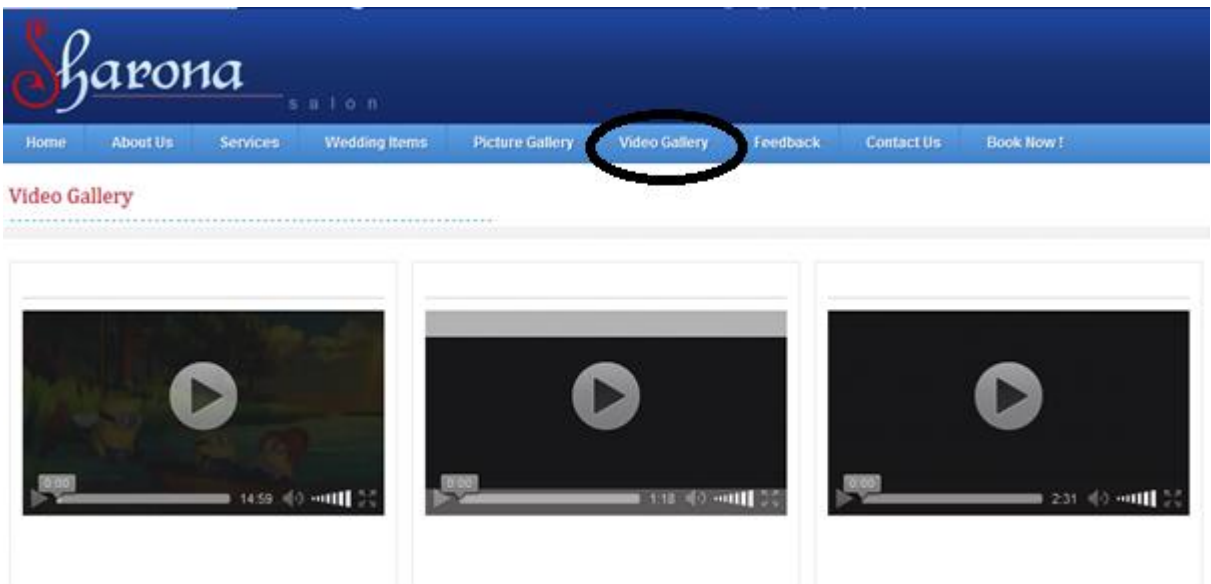 Sharona
salon
Home About Us Services Wedding Items Picture Gallery Video Gallery Feedback Contact Us Book Now !
Video Gallery
0:00 14:59
0:00 1:18
0:00 2:31